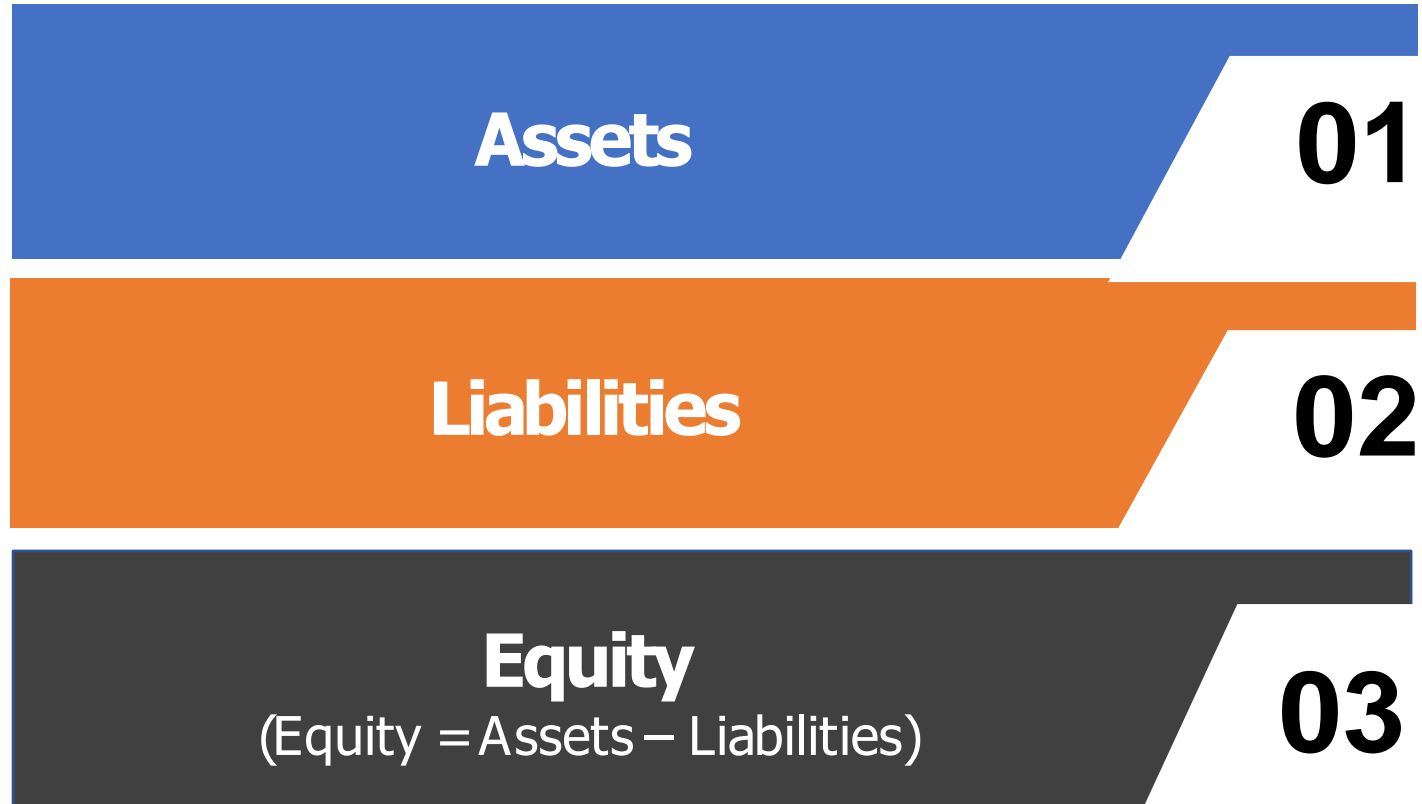 Assets
01
Liabilities
02
Equity
(Equity = Assets – Liabilities)
03